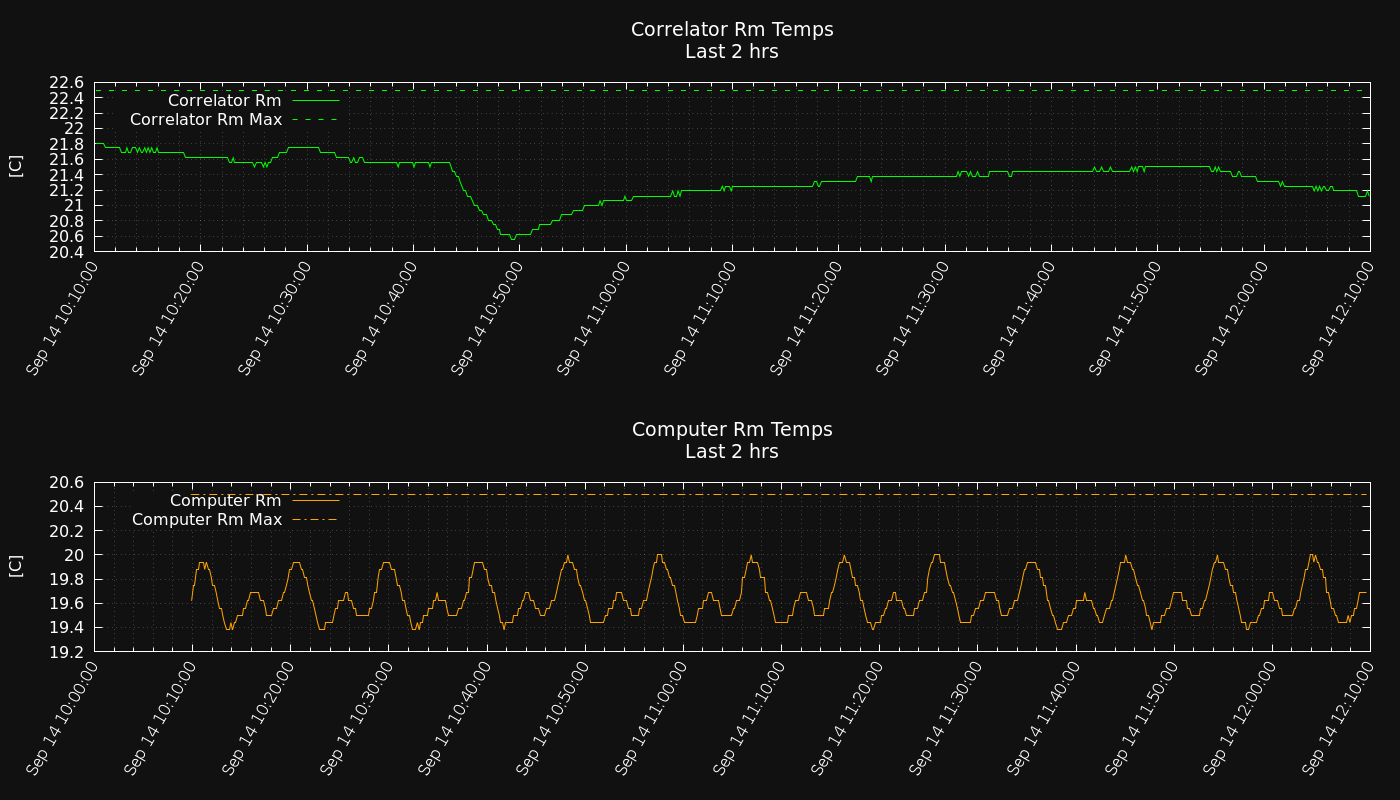 Correlator Rm Temps
Last 2 hrs
22.6
22.4
22.2
22
21.8
21.6
21.4
21.2
21
20.8
20.6
20.4
[C]
Correlator Rm
Correlator Rm Max
Sep 14 10:10:00
Sep 14 10:20:00
Sep 14 10:30:00
Sep 14 10:40:00
Sep 14 10:50:00
Sep 14 11:00:00
Sep 14 11:10:00
Sep 14 11:20:00
Sep 14 11:30:00
Sep 14 11:40:00
Sep 14 11:50:00
Sep 14 12:00:00
Sep 14 12:10:00
Computer Rm Temps
Last 2 hrs
20.6
20.4
20.2
20
19.8
19.6
19.4
19.2
[C]
Computer Rm
Computer Rm Max
Sep 14 10:00:00
Sep 14 10:10:00
Sep 14 10:20:00
Sep 14 10:30:00
Sep 14 10:40:00
Sep 14 10:50:00
Sep 14 11:00:00
Sep 14 11:10:00
Sep 14 11:20:00
Sep 14 11:30:00
Sep 14 11:40:00
Sep 14 11:50:00
Sep 14 12:00:00
Sep 14 12:10:00